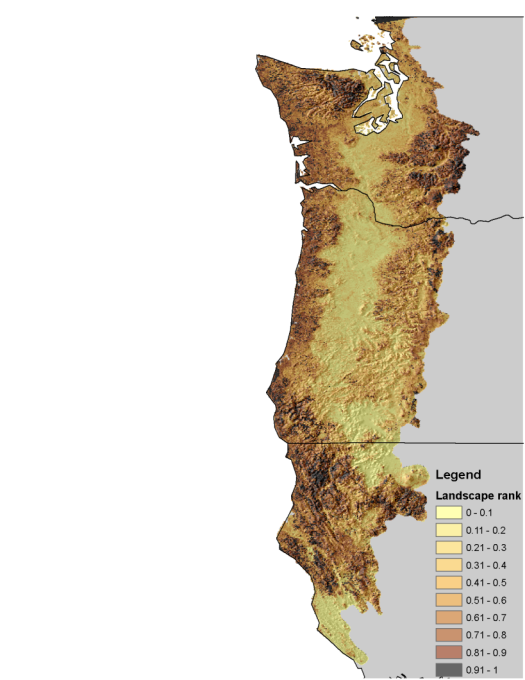 Legend
Landscape rank
0 - 0.1
0.11 - 0.2
0.21 - 0.3
0.31 - 0.4
0.41 - 0.5
0.51 - 0.6
0.61 - 0.7
0.71 - 0.8
0.81 - 0.9
0.91 - 1